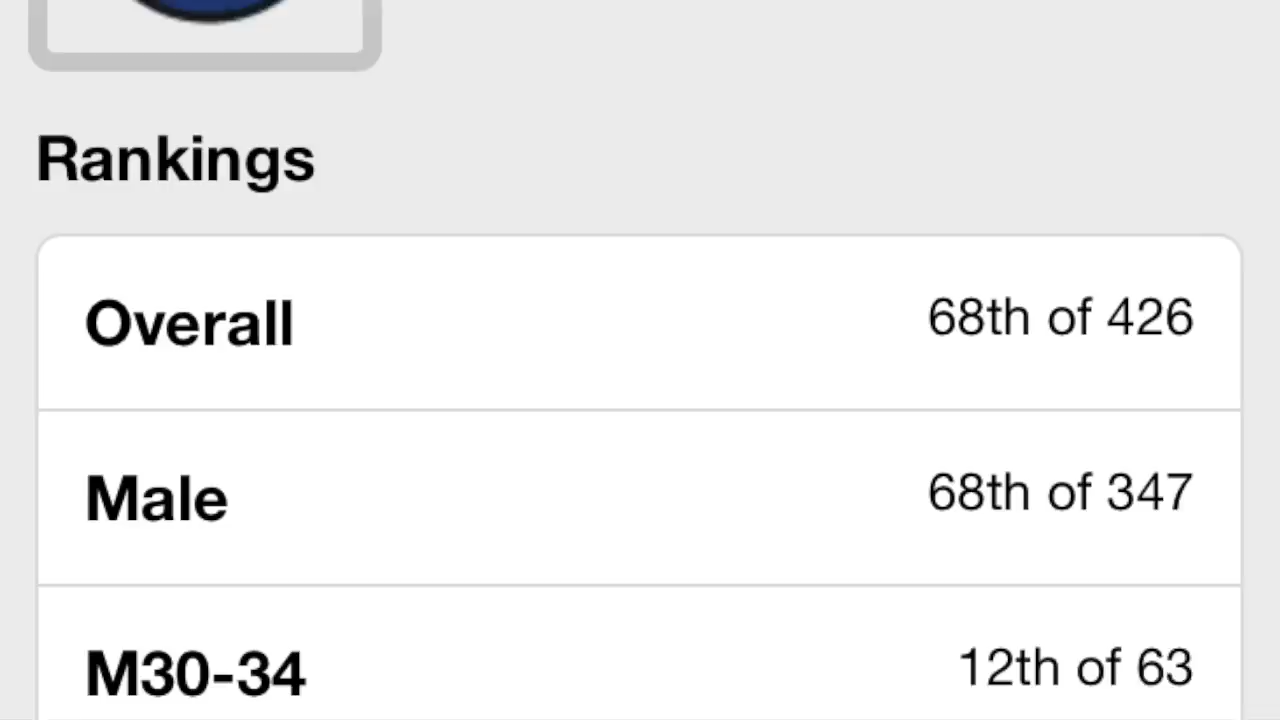 Rankings
Overall 68th of 426
Male 68th of 347
M30-34 12th of 63